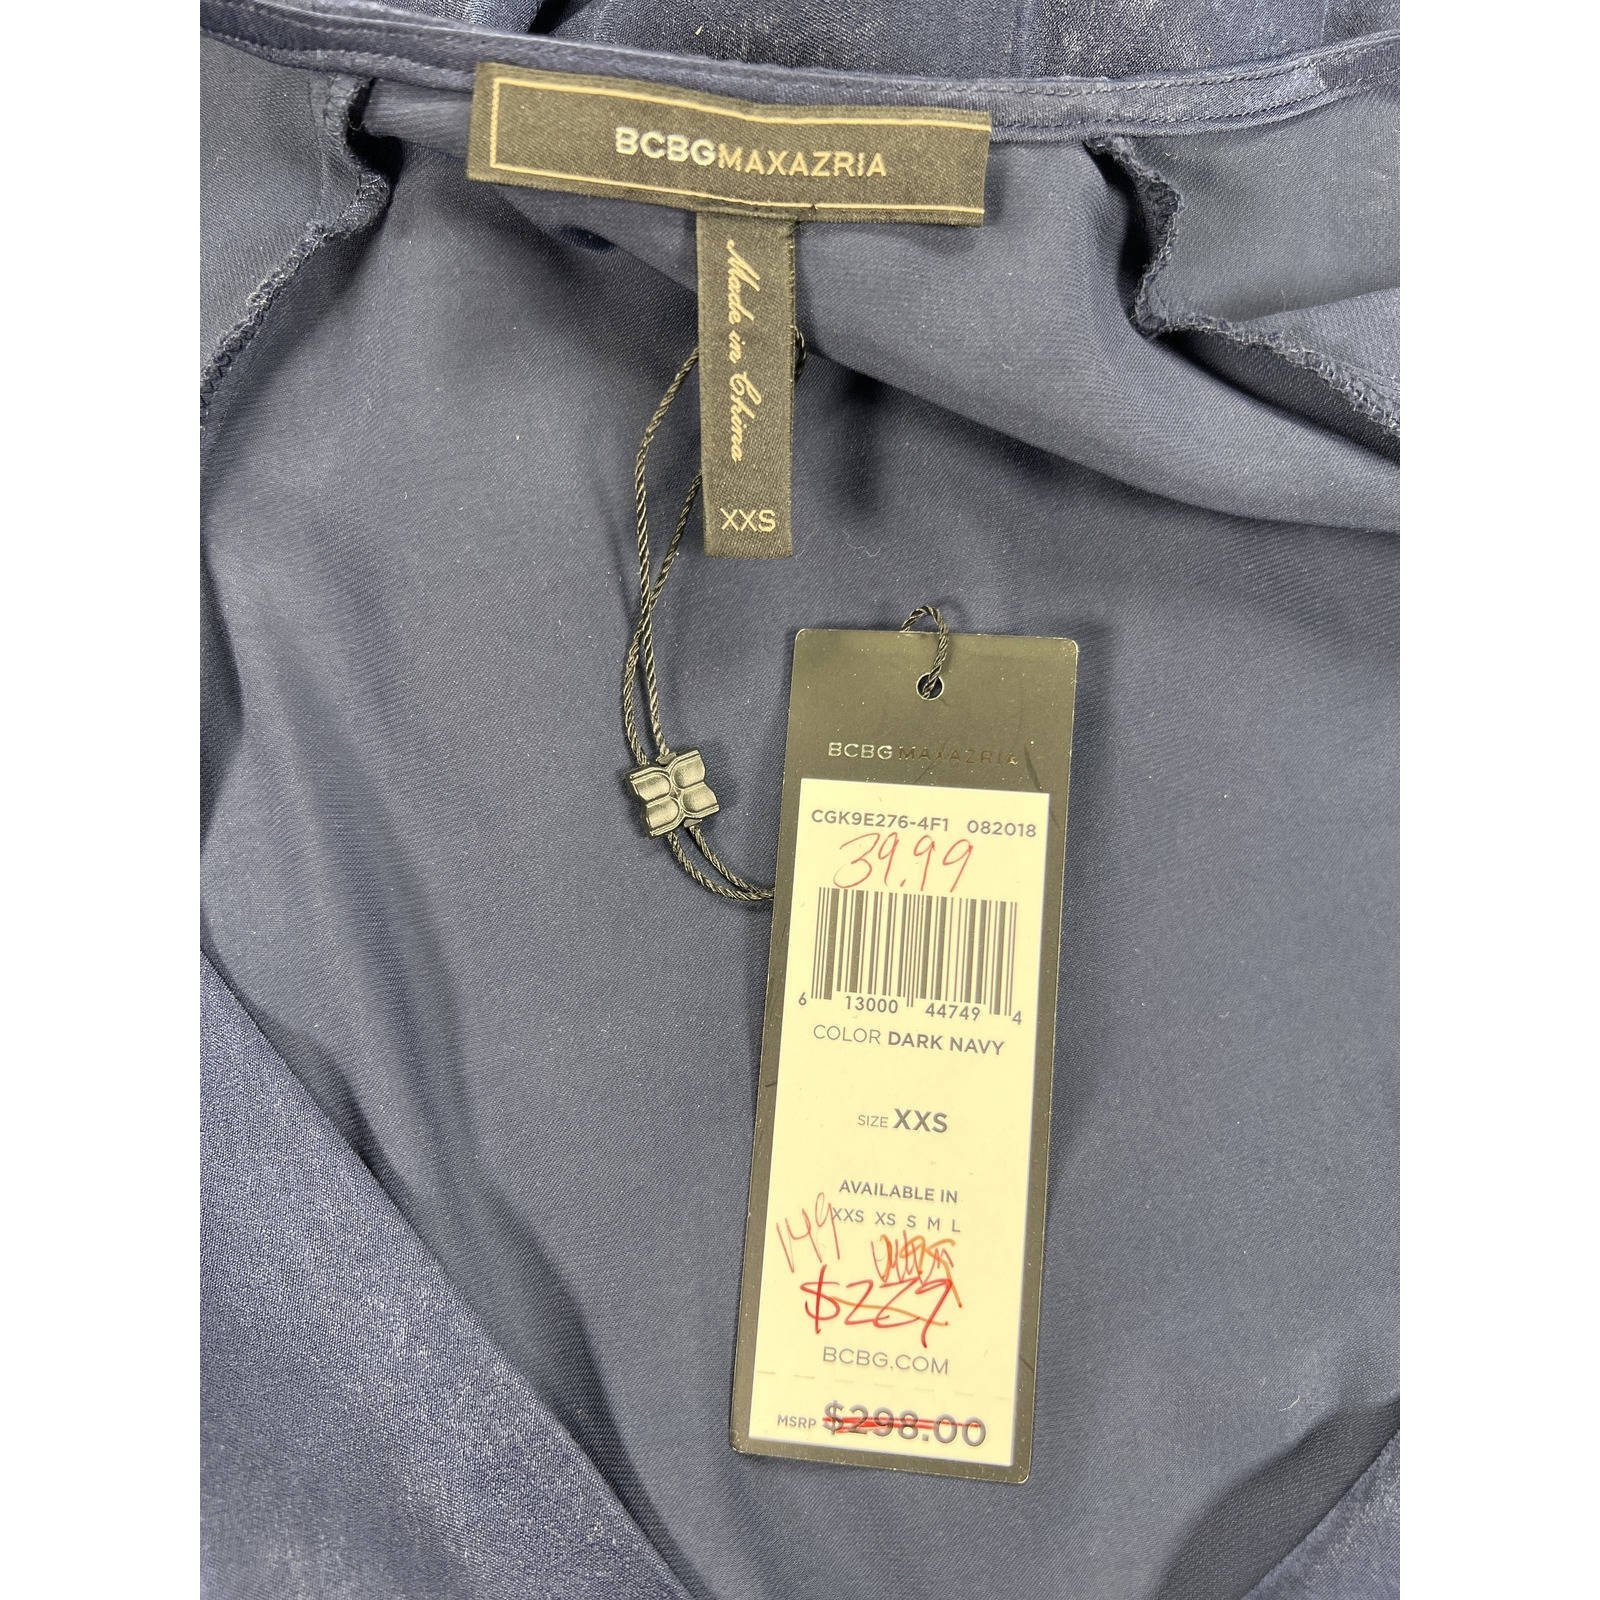 BCBGMAXAZRIA
Made in China
XXS
BCBGMAXAZRIA
CGK9E276-4F1 082018
39.99
6 13000 44749 4
COLOR DARK NAVY
SIZE XXS
AVAILABLE IN
XXS XS S M L
149
$227
BCBG.COM
MSRP $298.00